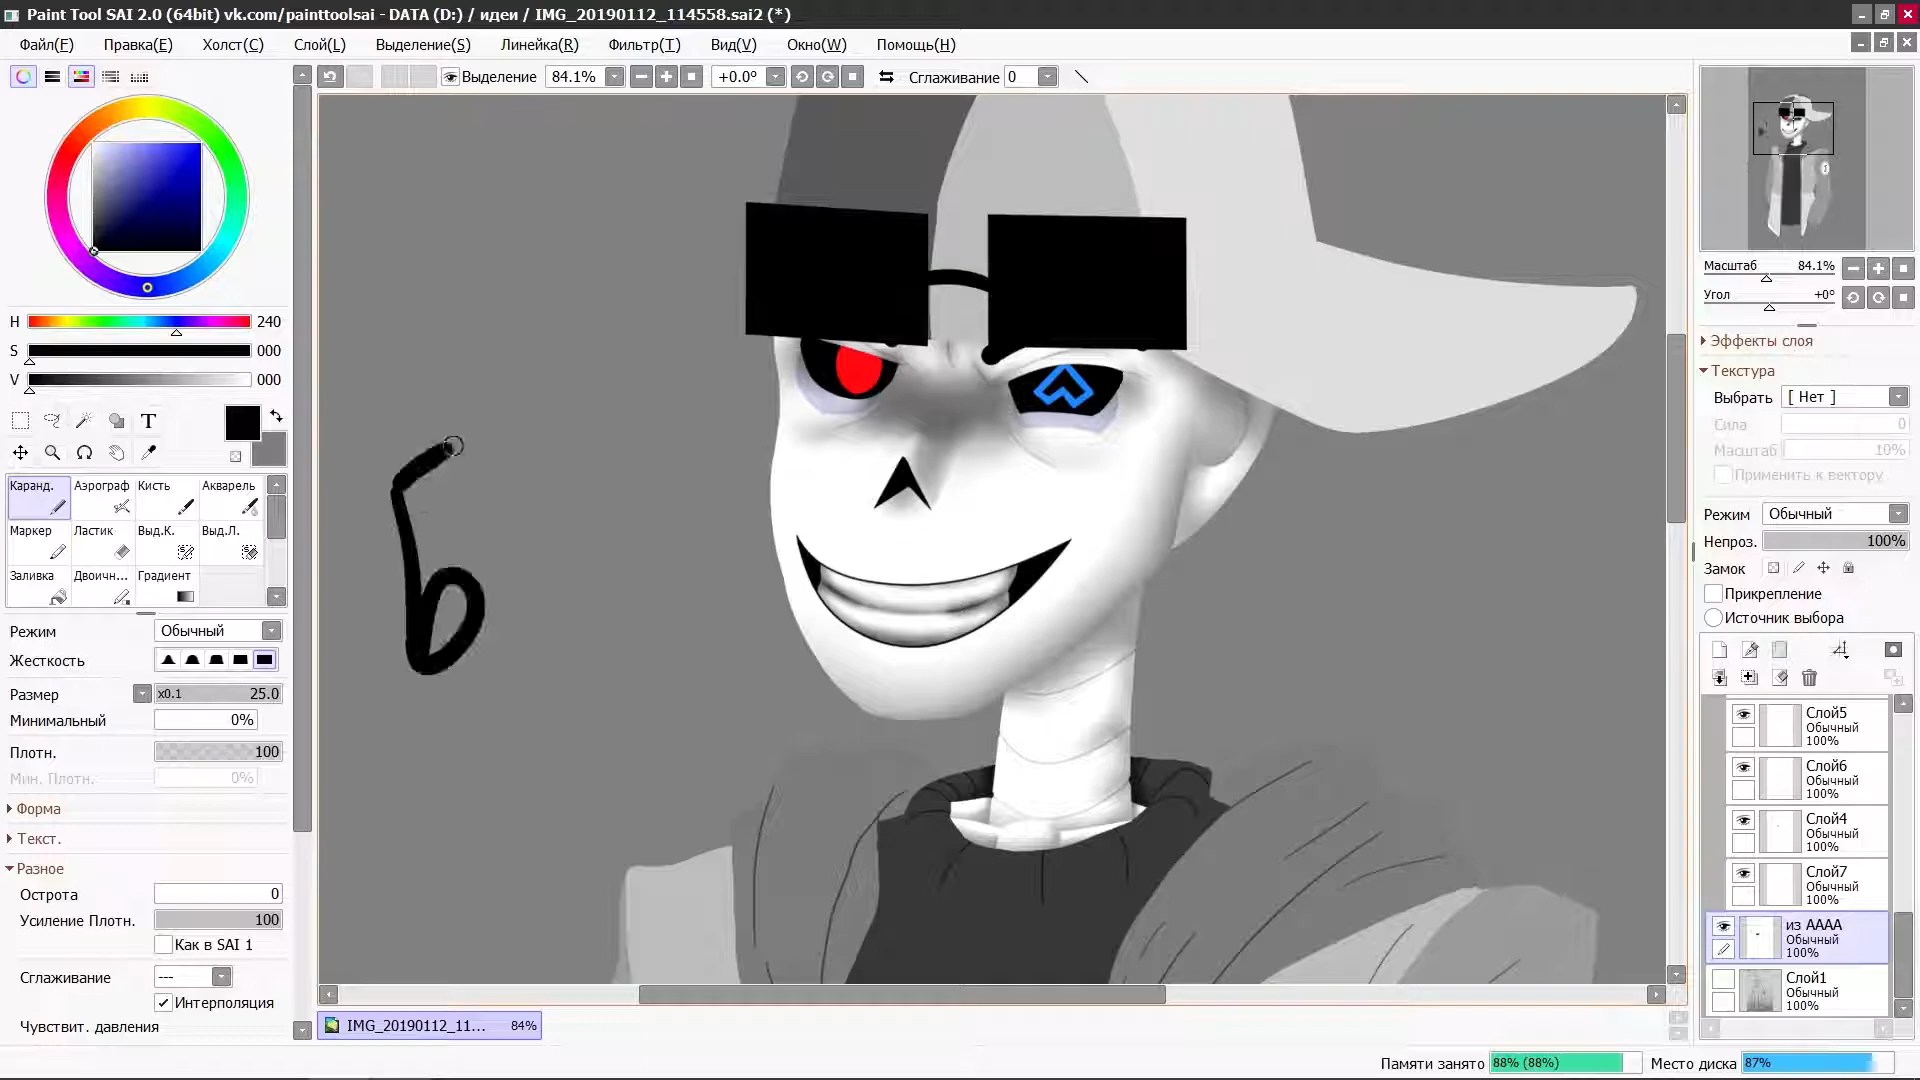 Paint Tool SAI 2.0 (64bit) vk.com/painttoolsai - DATA (D:) / идеи / IMG_20190112_114558.sai2 (*)
Файл(F) Правка(E) Холст(C) Слой(L) Выделение(S) Линейка(R) Фильтр(T) Вид(V) Окно(W) Помощь(H)
Выделение 84.1% +0.0° Сглаживание 0
H 240
S 000
V 000
T
Каранд. Аэрограф Кисть Акварель
Маркер Ластик Выд.К. Выд.Л.
Заливка Двоичн... Градиент
Режим Обычный
Жесткость
Размер x0.1 25.0
Минимальный 0%
Плотн. 100
Мин. Плотн. 0%
Форма
Текст.
Разное
Острота 0
Усиление Плотн. 100
Как в SAI 1
Сглаживание ---
Интерполяция
Чувствит. давления
IMG_20190112_11... 84%
Масштаб 84.1%
Угол +0°
Эффекты слоя
Текстура
Выбрать [ Нет ]
Сила 0
Масштаб 10%
Применить к вектору
Режим Обычный
Непроз. 100%
Замок
Прикрепление
Источник выбора
Слой5
Обычный
100%
Слой6
Обычный
100%
Слой4
Обычный
100%
Слой7
Обычный
100%
из АААА
Обычный
100%
Слой1
Обычный
100%
Памяти занято 88% (88%) Место диска 87%